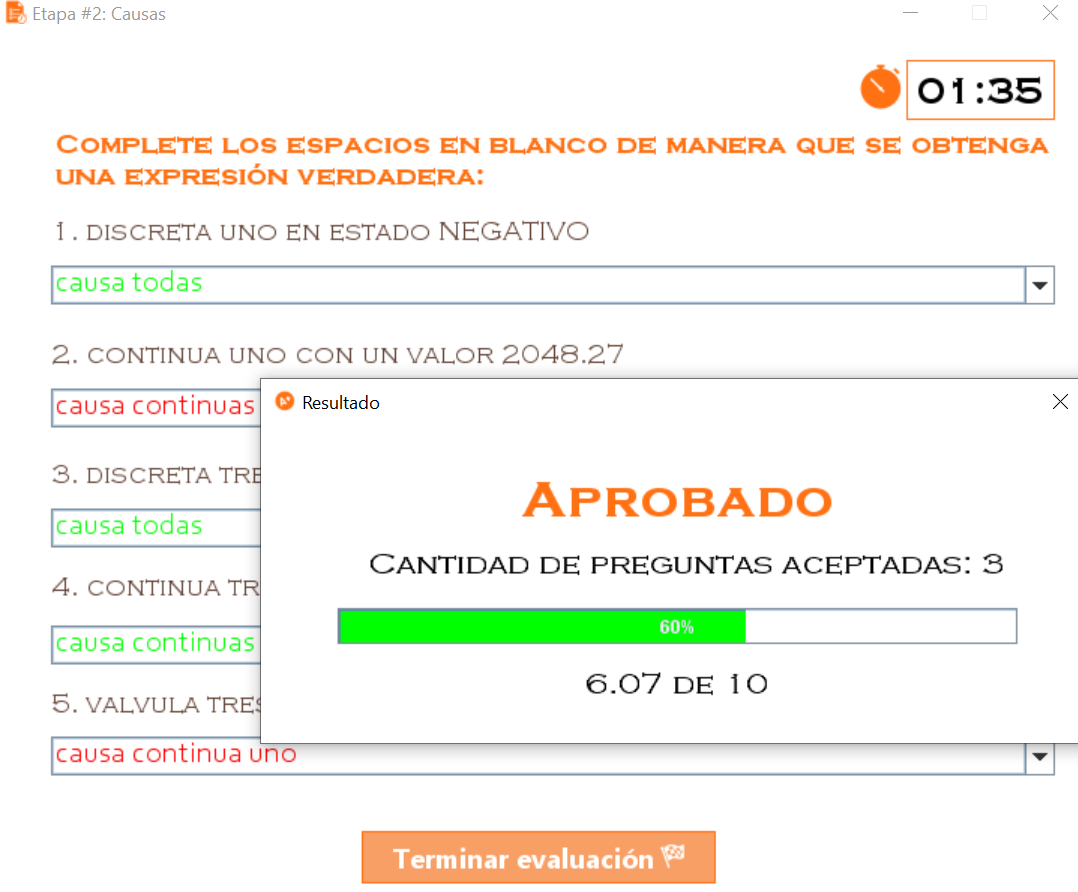 Etapa #2: Causas
01:35
COMPLETE LOS ESPACIOS EN BLANCO DE MANERA QUE SE OBTENGA
UNA EXPRESIÓN VERDADERA:
1. DISCRETA UNO EN ESTADO NEGATIVO
causa todas
2. CONTINUA UNO CON UN VALOR 2048.27
causa continuas
Resultado
3. DISCRETA TRE
APROBADO
causa todas
CANTIDAD DE PREGUNTAS ACEPTADAS: 3
4. CONTINUA TR
60%
causa continuas
6.07 DE 10
5. VALVULA TRES
causa continua uno
Terminar evaluación